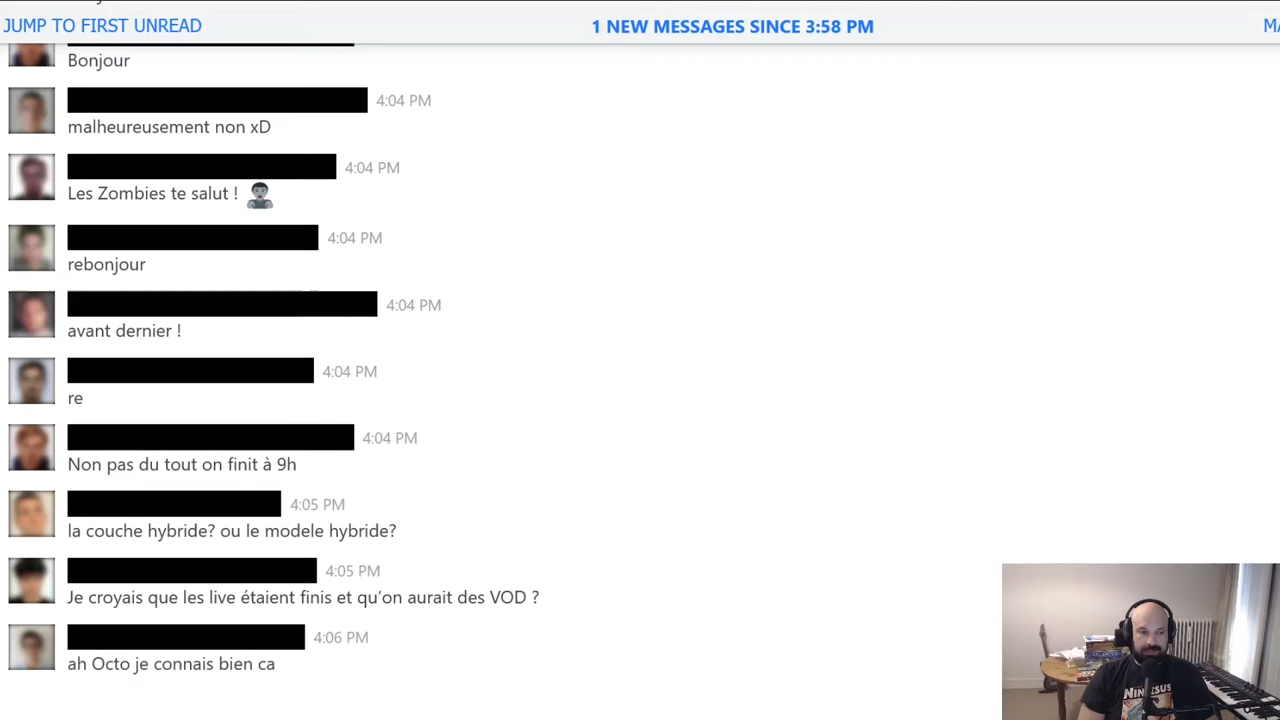 JUMP TO FIRST UNREAD
1 NEW MESSAGES SINCE 3:58 PM
MA
Bonjour
4:04 PM
malheureusement non xD
4:04 PM
Les Zombies te salut !
4:04 PM
rebonjour
4:04 PM
avant dernier !
4:04 PM
re
4:04 PM
Non pas du tout on finit à 9h
4:05 PM
la couche hybride? ou le modele hybride?
4:05 PM
Je croyais que les live étaient finis et qu'on aurait des VOD ?
4:06 PM
ah Octo je connais bien ca